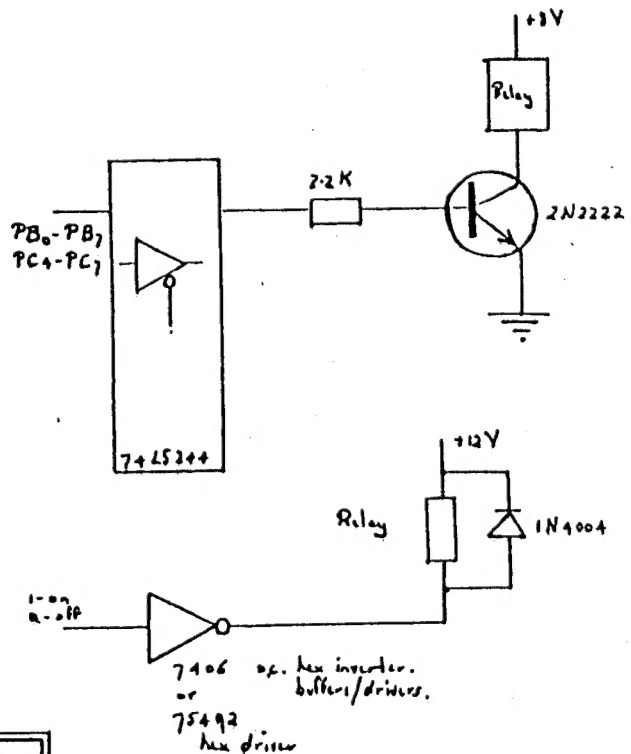 +8V
Relay
2.2K
2N2222
PB0-PB7
PC4-PC7
74LS244
+12V
Relay
1N4004
1-on
0-off
7406 o.c. hex inverter.
or buffers/drivers.
75492
hex driver